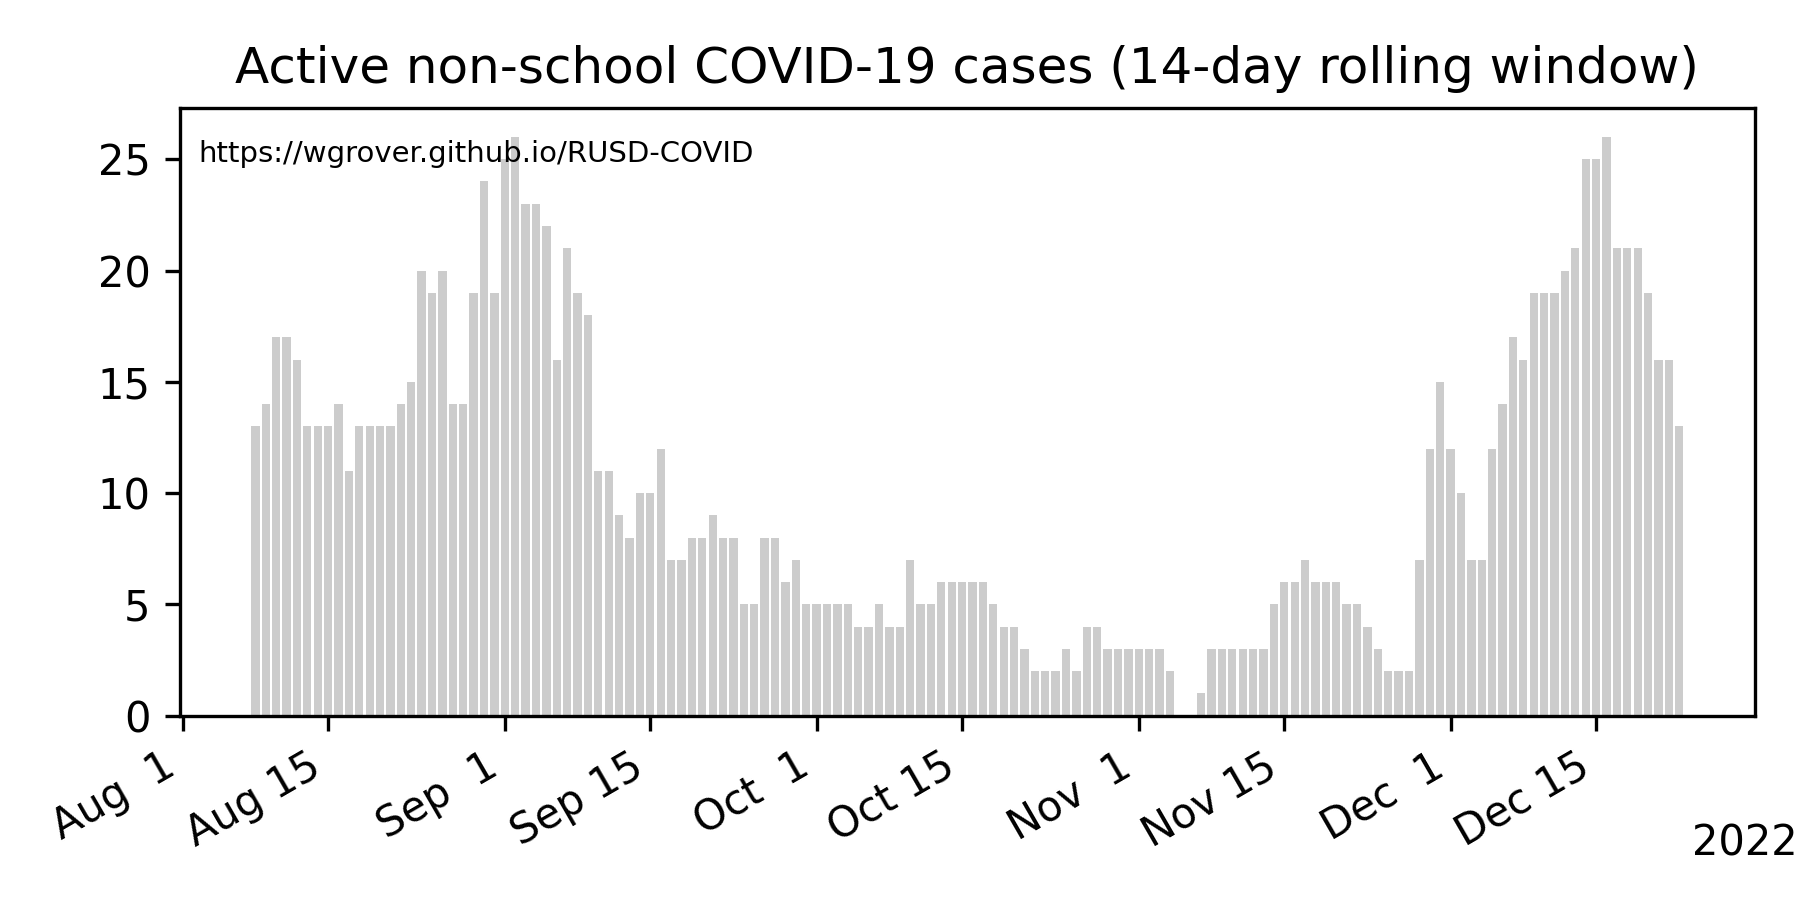 Active non-school COVID-19 cases (14-day rolling window)
https://wgrover.github.io/RUSD-COVID
25
20
15
10
5
0
Aug 1
Aug 15
Sep 1
Sep 15
Oct 1
Oct 15
Nov 1
Nov 15
Dec 1
Dec 15
2022